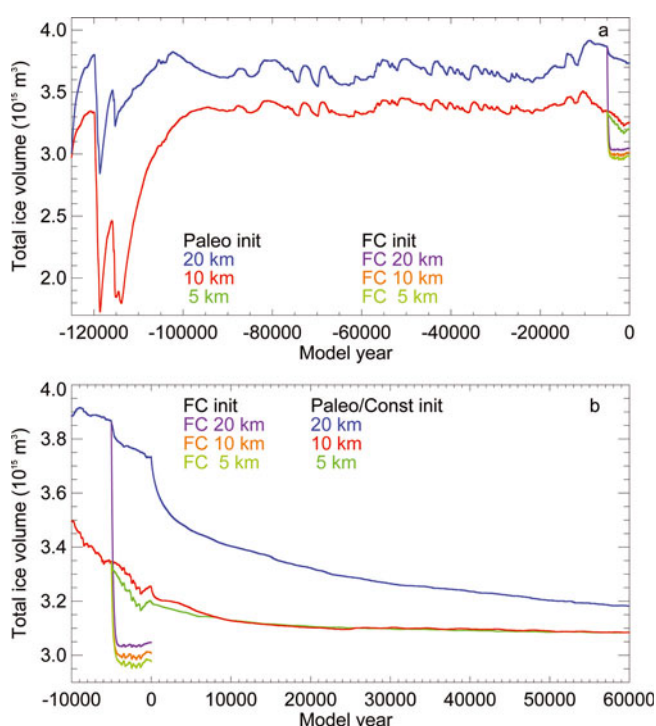 a
4.0
3.5
3.0
2.5
2.0
Total ice volume (10¹⁵ m³)
Paleo init
20 km
10 km
5 km
FC init
FC 20 km
FC 10 km
FC 5 km
-125000 -100000 -80000 -60000 -40000 -20000 0
Model year
b
4.0
3.8
3.6
3.4
3.2
3.0
Total ice volume (10¹⁵ m³)
FC init
FC 20 km
FC 10 km
FC 5 km
Paleo/Const init
20 km
10 km
5 km
-10000 0 10000 20000 30000 40000 50000 60000
Model year